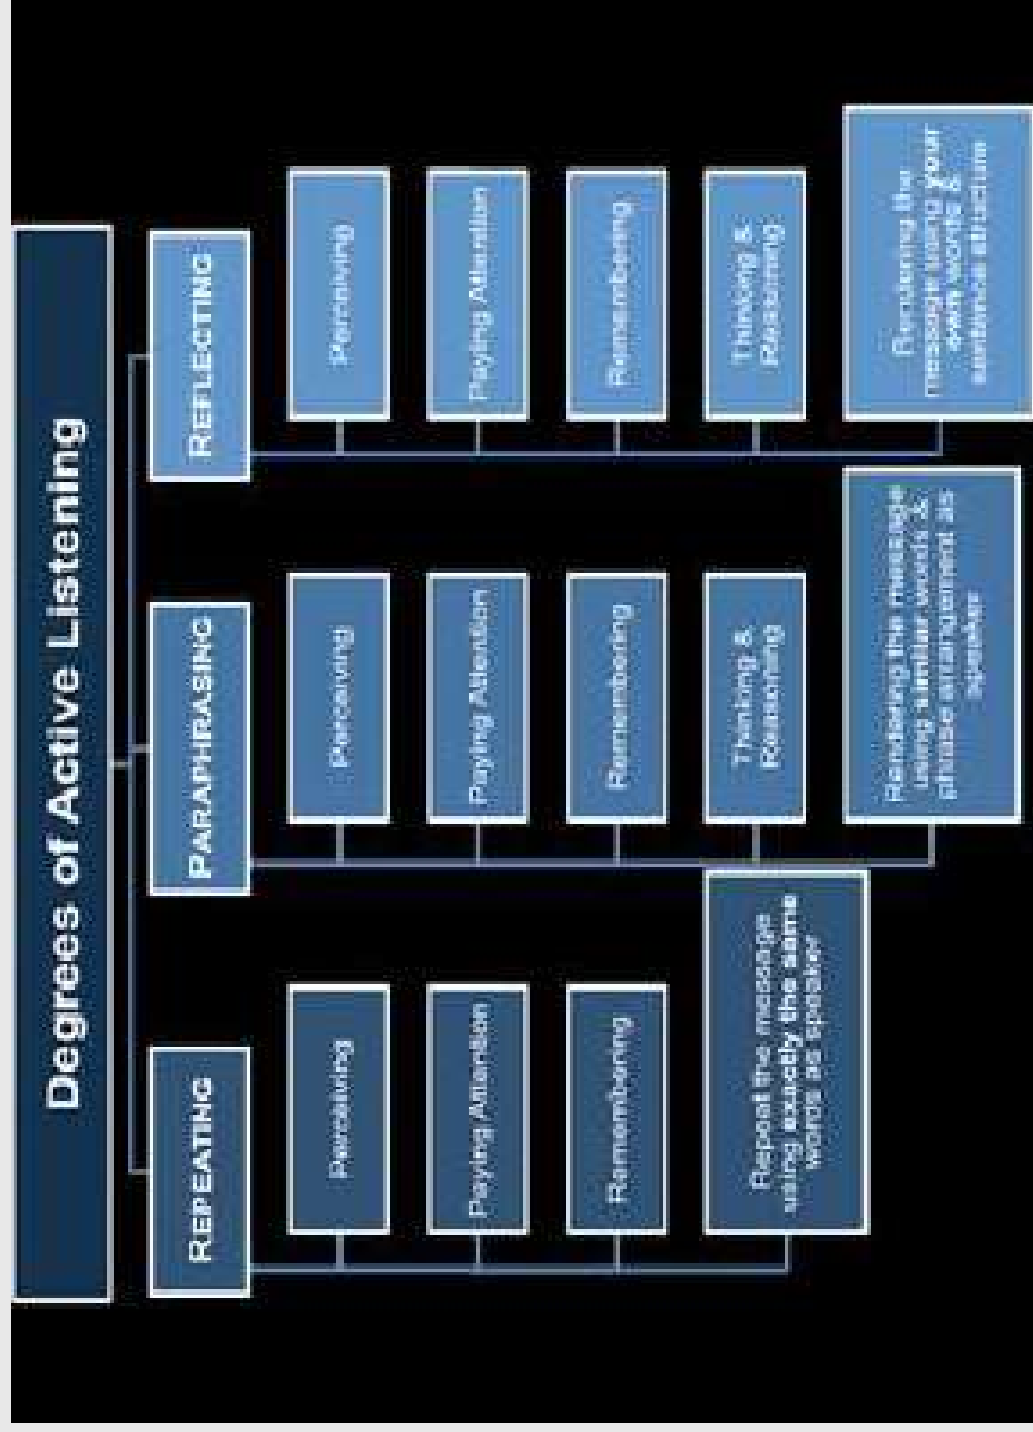 Degrees of Active Listening
REPEATING
Perceiving
Paying Attention
Remembering
Repeat the message
using exactly the same
words as speaker
PARAPHRASING
Perceiving
Paying Attention
Remembering
Thinking &
Reasoning
Rendering the message
using similar words &
phrase arrangement as
speaker
REFLECTING
Perceiving
Paying Attention
Remembering
Thinking &
Reasoning
Rendering the
message using your
own words &
sentence structure